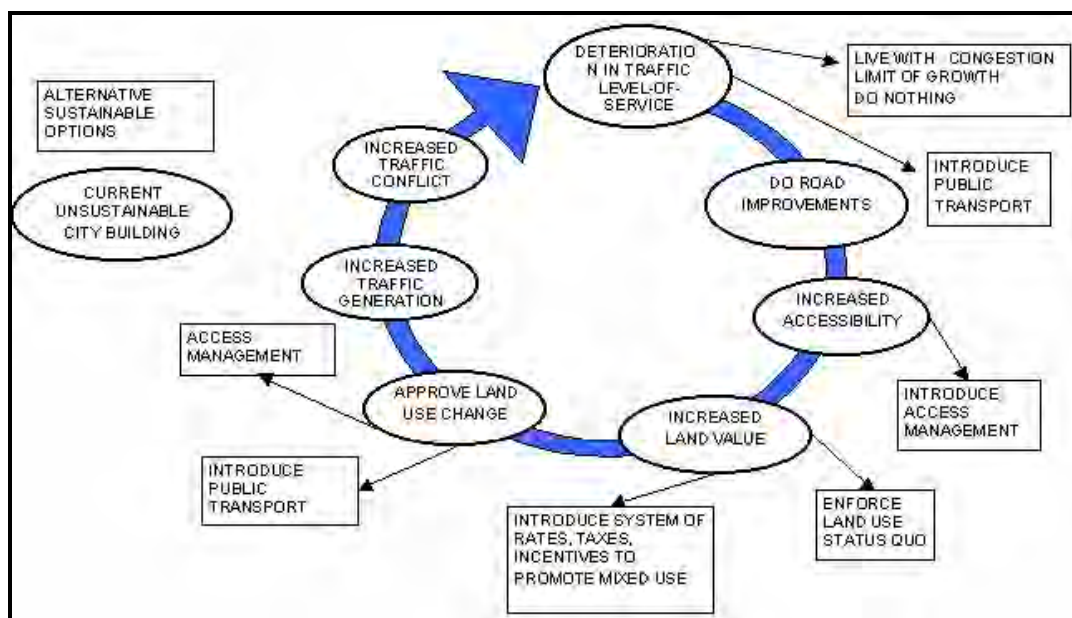 ALTERNATIVE
SUSTAINABLE
OPTIONS
CURRENT
UNSUSTAINABLE
CITY BUILDING
DETERIORATIO
N IN TRAFFIC
LEVEL-OF-
SERVICE
LIVE WITH CONGESTION
LIMIT OF GROWTH
DO NOTHING
INTRODUCE
PUBLIC
TRANSPORT
DO ROAD
IMPROVEMENTS
INCREASED
ACCESSIBILITY
INTRODUCE
ACCESS
MANAGEMENT
INCREASED
LAND VALUE
ENFORCE
LAND USE
STATUS QUO
INTRODUCE SYSTEM OF
RATES, TAXES,
INCENTIVES TO
PROMOTE MIXED USE
APPROVE LAND
USE CHANGE
ACCESS
MANAGEMENT
INTRODUCE
PUBLIC
TRANSPORT
INCREASED
TRAFFIC
GENERATION
INCREASED
TRAFFIC
CONFLICT